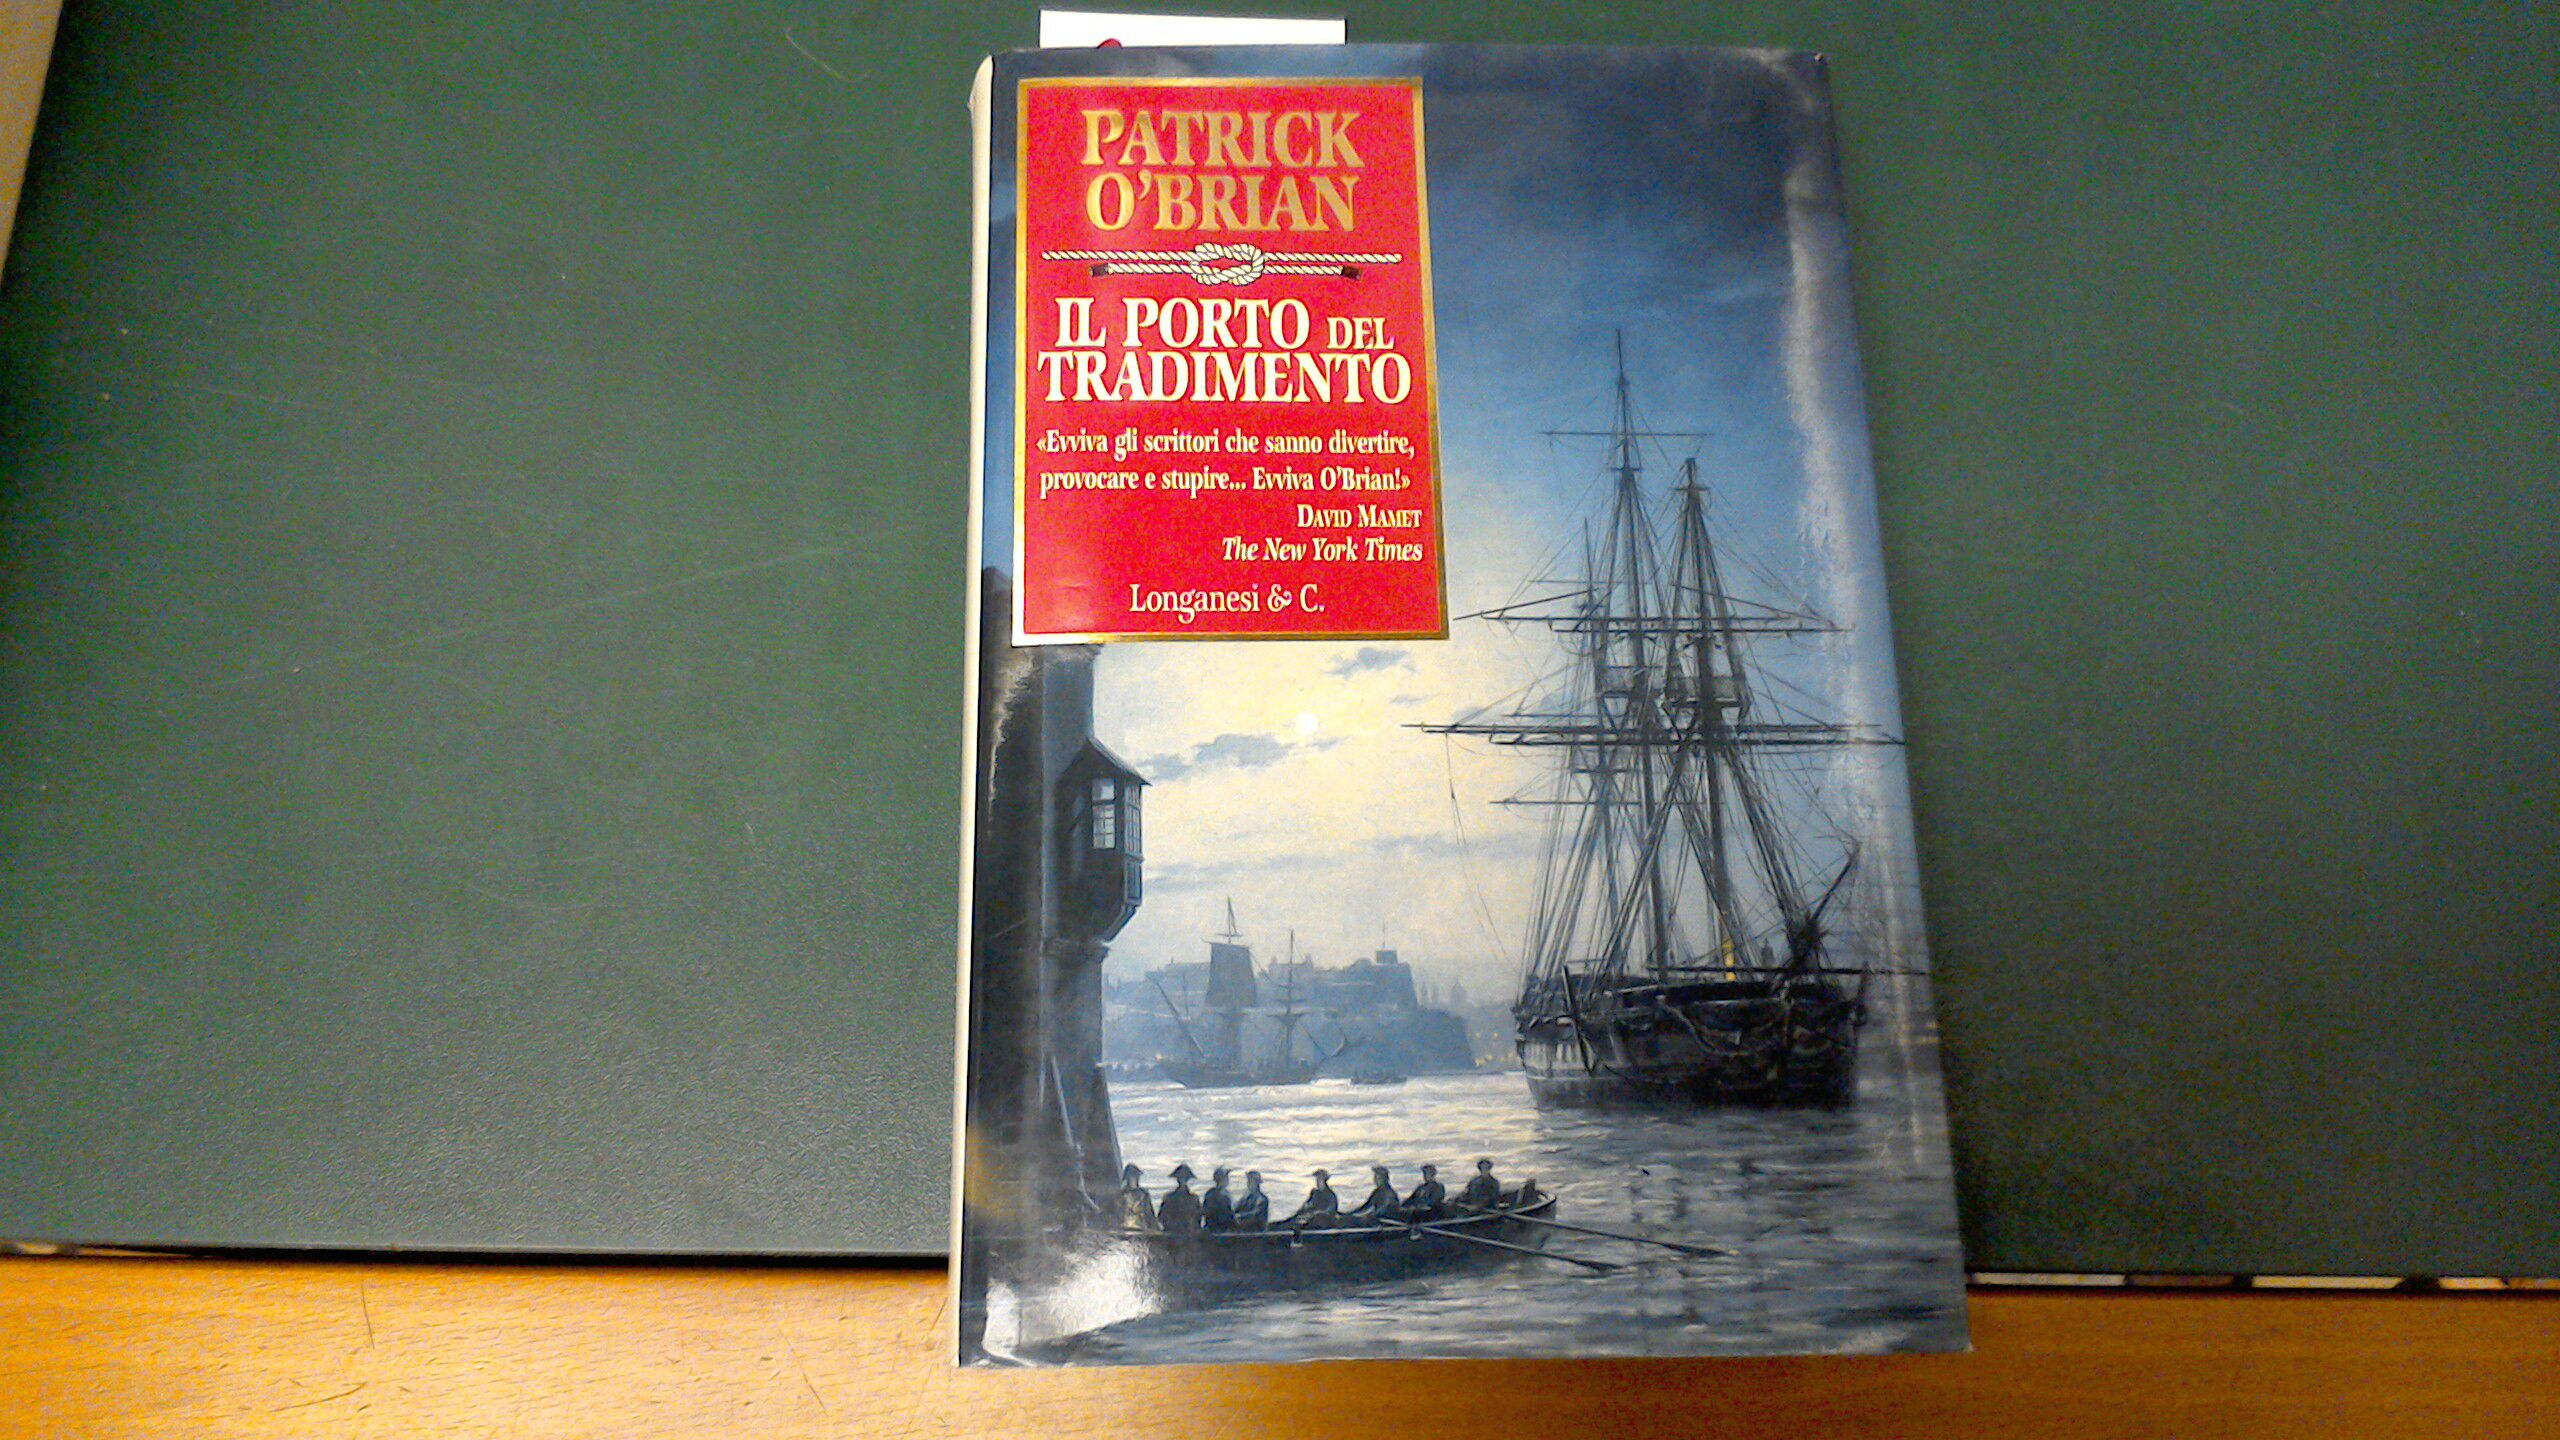 PATRICK
O'BRIAN
IL PORTO DEL
TRADIMENTO
«Evviva gli scrittori che sanno divertire,
provocare e stupire... Evviva O'Brian!»
DAVID MAMET
The New York Times
Longanesi & C.